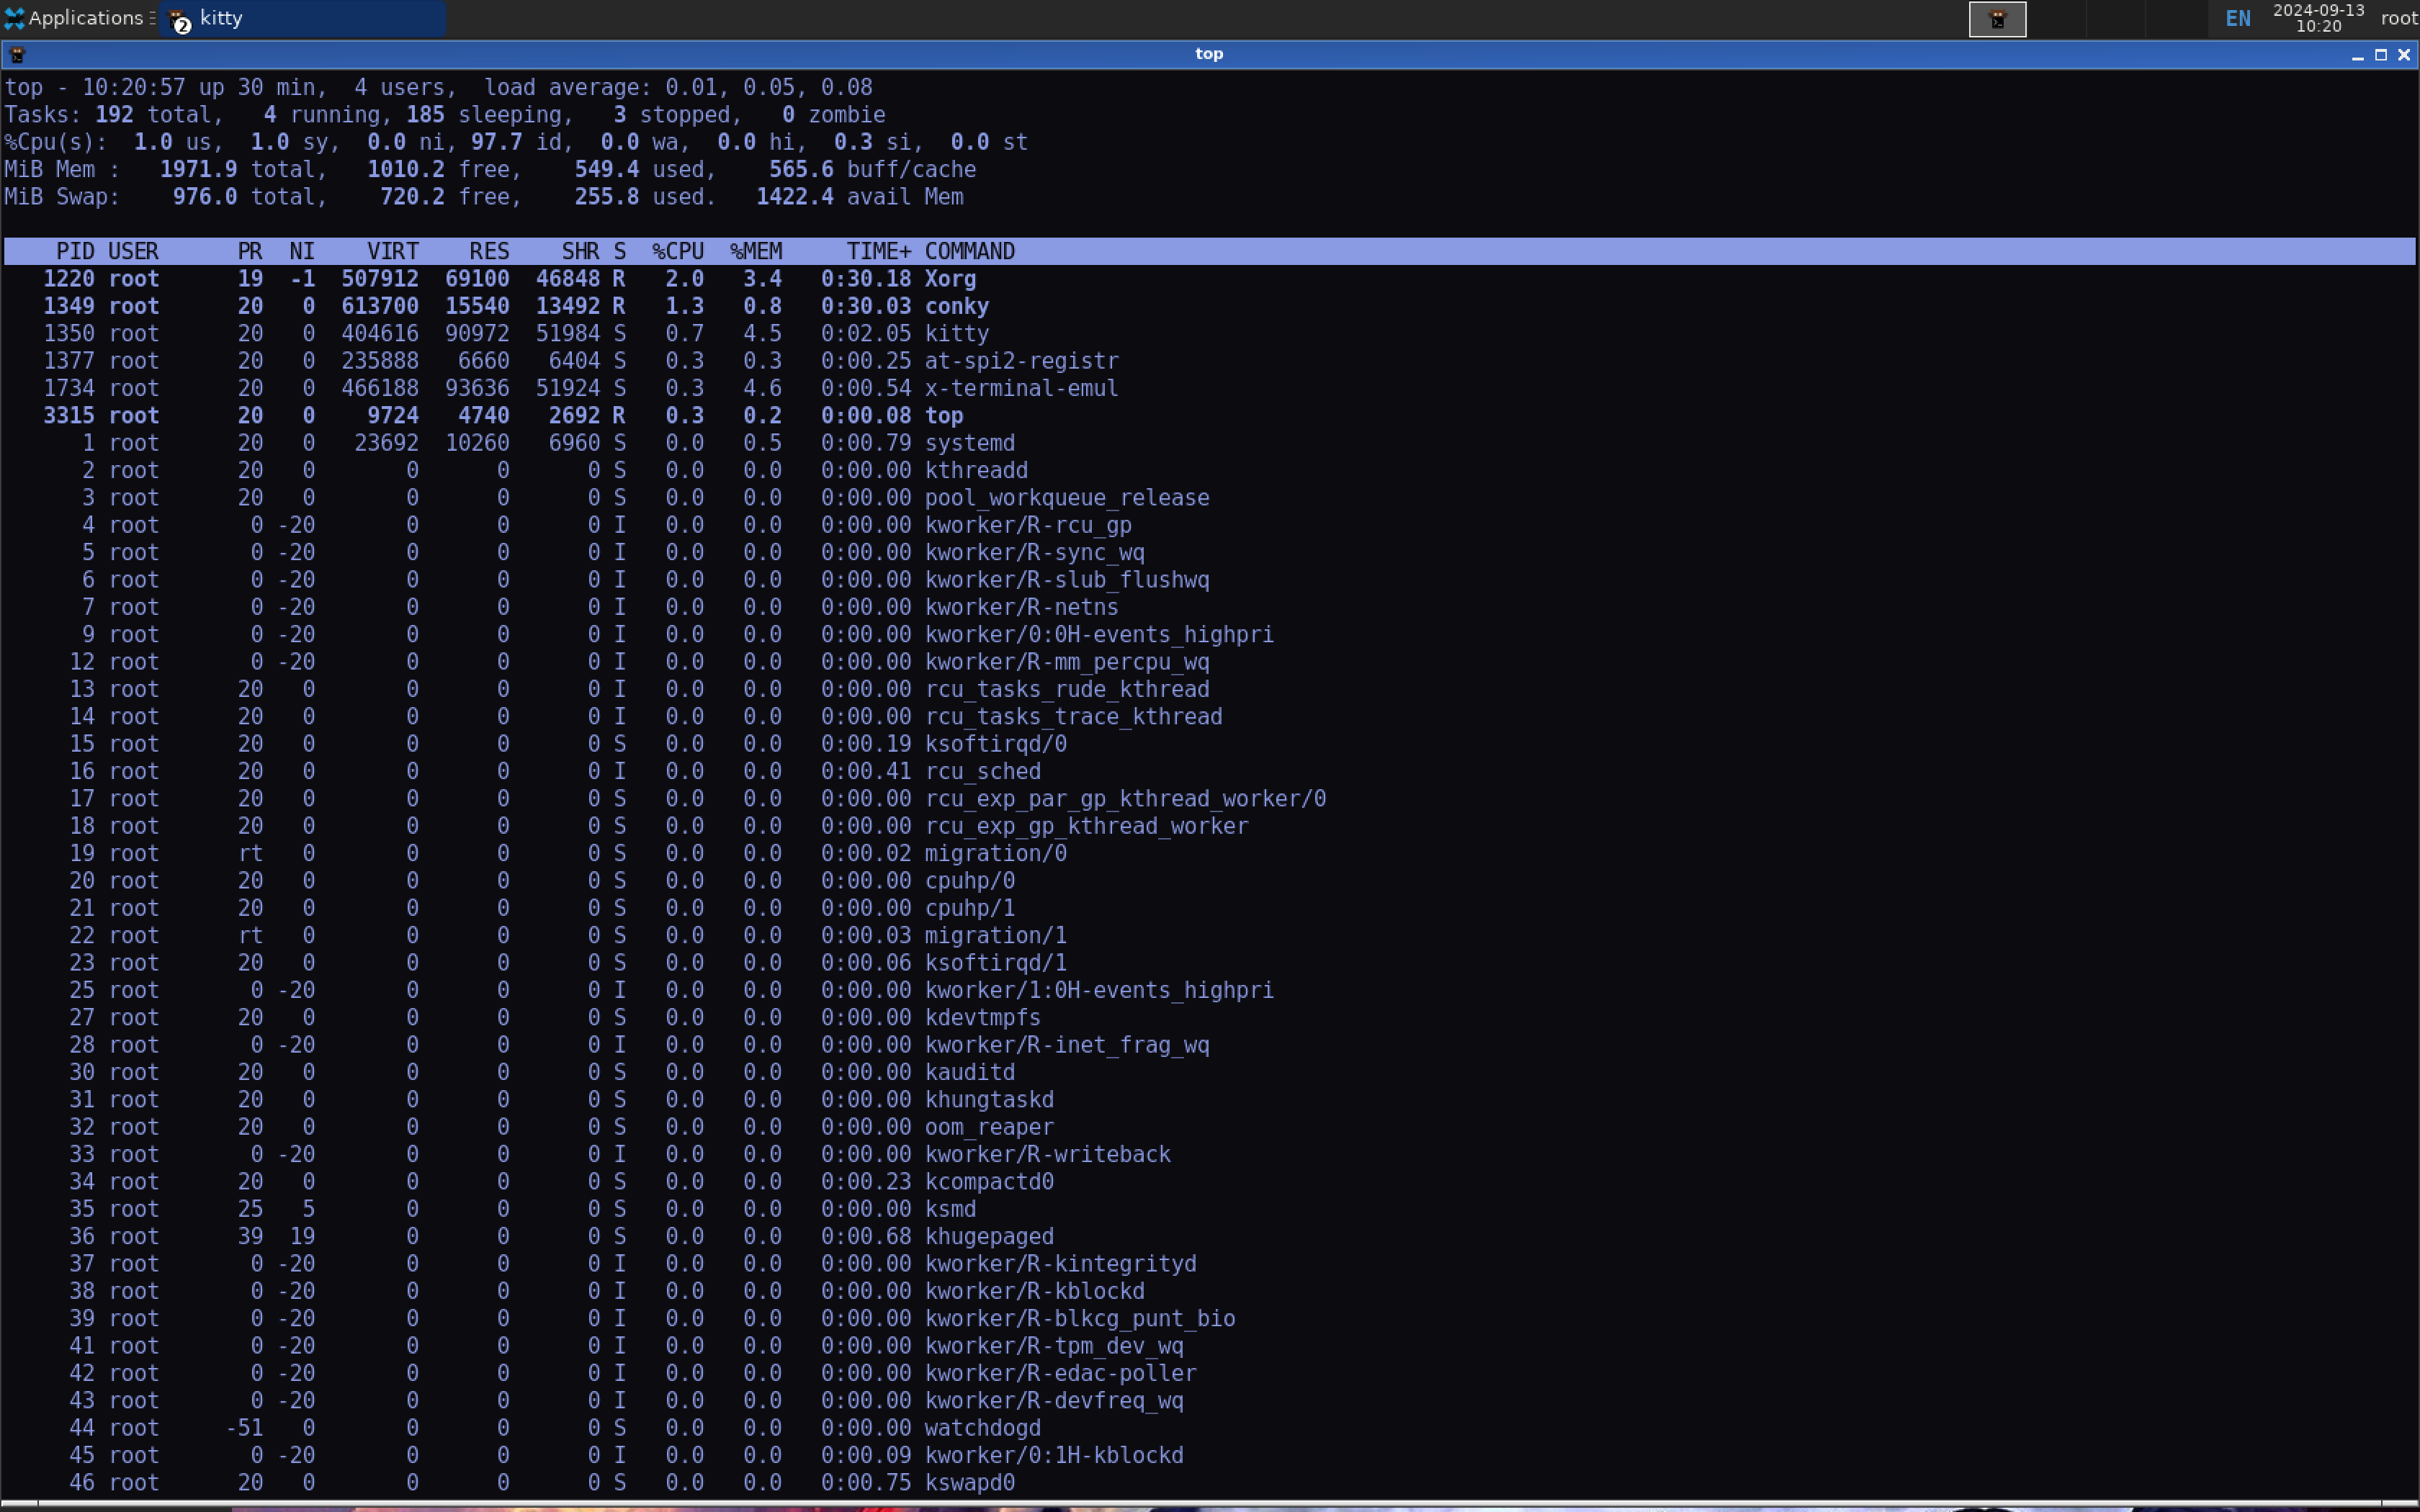 Applications
2 kitty
EN 2024-09-13 root
10:20
top
top - 10:20:57 up 30 min,  4 users,  load average: 0.01, 0.05, 0.08
Tasks: 192 total,   4 running, 185 sleeping,   3 stopped,   0 zombie
%Cpu(s):  1.0 us,  1.0 sy,  0.0 ni, 97.7 id,  0.0 wa,  0.0 hi,  0.3 si,  0.0 st
MiB Mem :   1971.9 total,   1010.2 free,    549.4 used,    565.6 buff/cache
MiB Swap:    976.0 total,    720.2 free,    255.8 used.   1422.4 avail Mem
PID USER PR NI VIRT RES SHR S %CPU %MEM TIME+ COMMAND
1220 root 19 -1 507912 69100 46848 R 2.0 3.4 0:30.18 Xorg
1349 root 20 0 613700 15540 13492 R 1.3 0.8 0:30.03 conky
1350 root 20 0 404616 90972 51984 S 0.7 4.5 0:02.05 kitty
1377 root 20 0 235888 6660 6404 S 0.3 0.3 0:00.25 at-spi2-registr
1734 root 20 0 466188 93636 51924 S 0.3 4.6 0:00.54 x-terminal-emul
3315 root 20 0 9724 4740 2692 R 0.3 0.2 0:00.08 top
1 root 20 0 23692 10260 6960 S 0.0 0.5 0:00.79 systemd
2 root 20 0 0 0 0 S 0.0 0.0 0:00.00 kthreadd
3 root 20 0 0 0 0 S 0.0 0.0 0:00.00 pool_workqueue_release
4 root 0 -20 0 0 0 I 0.0 0.0 0:00.00 kworker/R-rcu_gp
5 root 0 -20 0 0 0 I 0.0 0.0 0:00.00 kworker/R-sync_wq
6 root 0 -20 0 0 0 I 0.0 0.0 0:00.00 kworker/R-slub_flushwq
7 root 0 -20 0 0 0 I 0.0 0.0 0:00.00 kworker/R-netns
9 root 0 -20 0 0 0 I 0.0 0.0 0:00.00 kworker/0:0H-events_highpri
12 root 0 -20 0 0 0 I 0.0 0.0 0:00.00 kworker/R-mm_percpu_wq
13 root 20 0 0 0 0 I 0.0 0.0 0:00.00 rcu_tasks_rude_kthread
14 root 20 0 0 0 0 I 0.0 0.0 0:00.00 rcu_tasks_trace_kthread
15 root 20 0 0 0 0 S 0.0 0.0 0:00.19 ksoftirqd/0
16 root 20 0 0 0 0 I 0.0 0.0 0:00.41 rcu_sched
17 root 20 0 0 0 0 S 0.0 0.0 0:00.00 rcu_exp_par_gp_kthread_worker/0
18 root 20 0 0 0 0 S 0.0 0.0 0:00.00 rcu_exp_gp_kthread_worker
19 root rt 0 0 0 0 S 0.0 0.0 0:00.02 migration/0
20 root 20 0 0 0 0 S 0.0 0.0 0:00.00 cpuhp/0
21 root 20 0 0 0 0 S 0.0 0.0 0:00.00 cpuhp/1
22 root rt 0 0 0 0 S 0.0 0.0 0:00.03 migration/1
23 root 20 0 0 0 0 S 0.0 0.0 0:00.06 ksoftirqd/1
25 root 0 -20 0 0 0 I 0.0 0.0 0:00.00 kworker/1:0H-events_highpri
27 root 20 0 0 0 0 S 0.0 0.0 0:00.00 kdevtmpfs
28 root 0 -20 0 0 0 I 0.0 0.0 0:00.00 kworker/R-inet_frag_wq
30 root 20 0 0 0 0 S 0.0 0.0 0:00.00 kauditd
31 root 20 0 0 0 0 S 0.0 0.0 0:00.00 khungtaskd
32 root 20 0 0 0 0 S 0.0 0.0 0:00.00 oom_reaper
33 root 0 -20 0 0 0 I 0.0 0.0 0:00.00 kworker/R-writeback
34 root 20 0 0 0 0 S 0.0 0.0 0:00.23 kcompactd0
35 root 25 5 0 0 0 S 0.0 0.0 0:00.00 ksmd
36 root 39 19 0 0 0 S 0.0 0.0 0:00.68 khugepaged
37 root 0 -20 0 0 0 I 0.0 0.0 0:00.00 kworker/R-kintegrityd
38 root 0 -20 0 0 0 I 0.0 0.0 0:00.00 kworker/R-kblockd
39 root 0 -20 0 0 0 I 0.0 0.0 0:00.00 kworker/R-blkcg_punt_bio
41 root 0 -20 0 0 0 I 0.0 0.0 0:00.00 kworker/R-tpm_dev_wq
42 root 0 -20 0 0 0 I 0.0 0.0 0:00.00 kworker/R-edac-poller
43 root 0 -20 0 0 0 I 0.0 0.0 0:00.00 kworker/R-devfreq_wq
44 root -51 0 0 0 0 S 0.0 0.0 0:00.00 watchdogd
45 root 0 -20 0 0 0 I 0.0 0.0 0:00.09 kworker/0:1H-kblockd
46 root 20 0 0 0 0 S 0.0 0.0 0:00.75 kswapd0